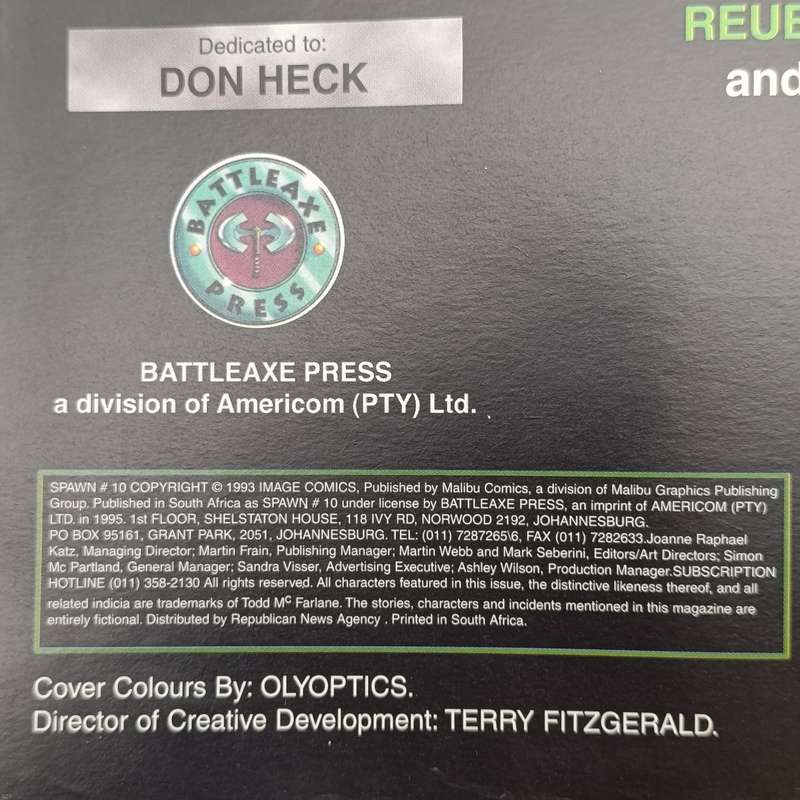 REUE
and
Dedicated to:
DON HECK
BATTLEAXE
PRESS
BATTLEAXE PRESS
a division of Americom (PTY) Ltd.
SPAWN # 10 COPYRIGHT © 1993 IMAGE COMICS, Published by Malibu Comics, a division of Malibu Graphics Publishing
Group. Published in South Africa as SPAWN # 10 under license by BATTLEAXE PRESS, an imprint of AMERICOM (PTY)
LTD. in 1995. 1st FLOOR, SHELSTATON HOUSE, 118 IVY RD, NORWOOD 2192, JOHANNESBURG.
PO BOX 95161, GRANT PARK, 2051, JOHANNESBURG. TEL: (011) 7287265\6, FAX (011) 7282633.Joanne Raphael
Katz, Managing Director; Martin Frain, Publishing Manager; Martin Webb and Mark Seberini, Editors/Art Directors; Simon
Mc Partland, General Manager; Sandra Visser, Advertising Executive; Ashley Wilson, Production Manager.SUBSCRIPTION
HOTLINE (011) 358-2130 All rights reserved. All characters featured in this issue, the distinctive likeness thereof, and all
related indicia are trademarks of Todd Mc Farlane. The stories, characters and incidents mentioned in this magazine are
entirely fictional. Distributed by Republican News Agency . Printed in South Africa.
Cover Colours By: OLYOPTICS.
Director of Creative Development: TERRY FITZGERALD.